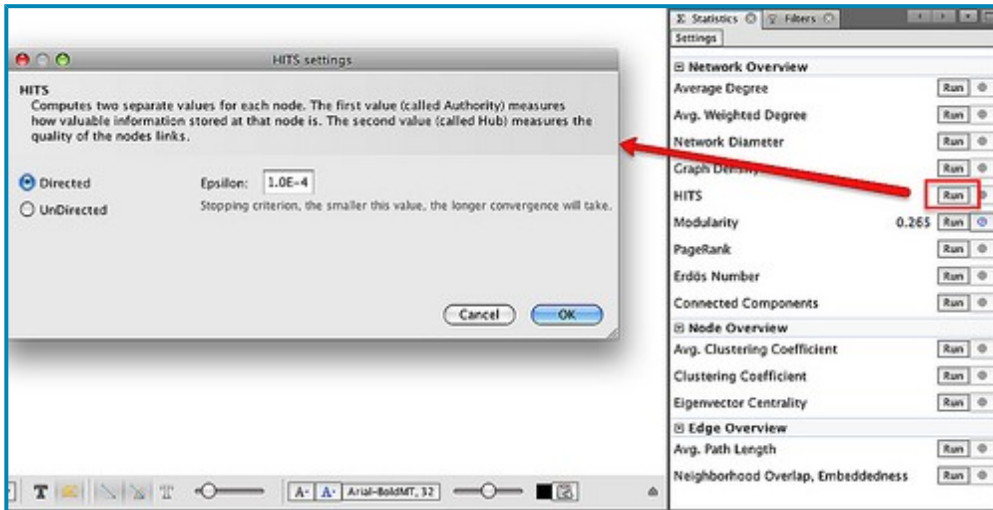 HITS settings
HITS
Computes two separate values for each node. The first value (called Authority) measures
how valuable information stored at that node is. The second value (called Hub) measures the
quality of the nodes links.
Directed
Epsilon: 1.0E-4
UnDirected
Stopping criterion, the smaller this value, the longer convergence will take.
Cancel
OK
Σ Statistics
Filters
Settings
Network Overview
Average Degree Run
Avg. Weighted Degree Run
Network Diameter Run
Graph Density Run
HITS Run
Modularity 0.265 Run
PageRank Run
Erdös Number Run
Connected Components Run
Node Overview
Avg. Clustering Coefficient Run
Clustering Coefficient Run
Eigenvector Centrality Run
Edge Overview
Avg. Path Length Run
Neighborhood Overlap, Embeddedness Run
T T A- A+ Arial-BoldMT, 32